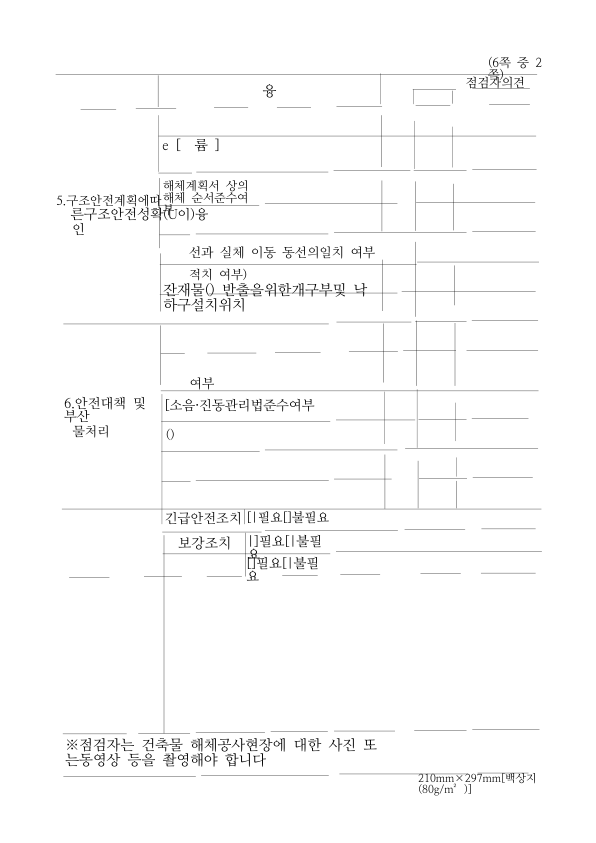 (6쪽 중 2
쪽)
점검자의견
용
e [ 륨 ]
해체계획서 상의
해체 순서준수여
부
5.구조안전계획에따
른구조안전성확(U이)융
인
선과 실체 이동 동선의일치 여부
적치 여부)
잔재물() 반출을위한개구부및 낙
하구설치위치
여부
6.안전대책 및
부산
물처리
[소음·진동관리법준수여부
()
긴급안전조치 [|필요[]불필요
보강조치 |]필요[|불필
요
[]필요[|불필
요
※점검자는 건축물 해체공사현장에 대한 사진 또
는동영상 등을 촬영해야 합니다
210mm×297mm[백상지
(80g/㎡ )]